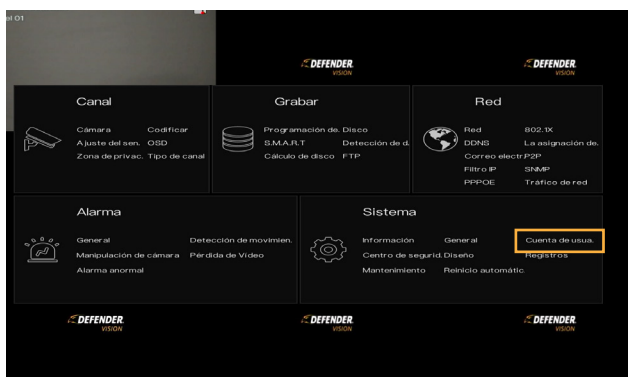 el 01
DEFENDER
VISION
DEFENDER
VISION
Canal
Cámara Codificar
Ajuste del sen. OSD
Zona de privac. Tipo de canal
Grabar
Programación de. Disco
S.M.A.R.T Detección de d.
Cálculo de disco FTP
Red
Red 802.1X
DDNS La asignación de.
Correo electr. P2P
Filtro IP SNMP
PPPOE Tráfico de red
Alarma
General Detección de movimien.
Manipulación de cámara Pérdida de Vídeo
Alarma anormal
Sistema
Información General Cuenta de usua.
Centro de segurid. Diseño Registros
Mantenimiento Reinicio automátic.
DEFENDER
VISION
DEFENDER
VISION
DEFENDER
VISION